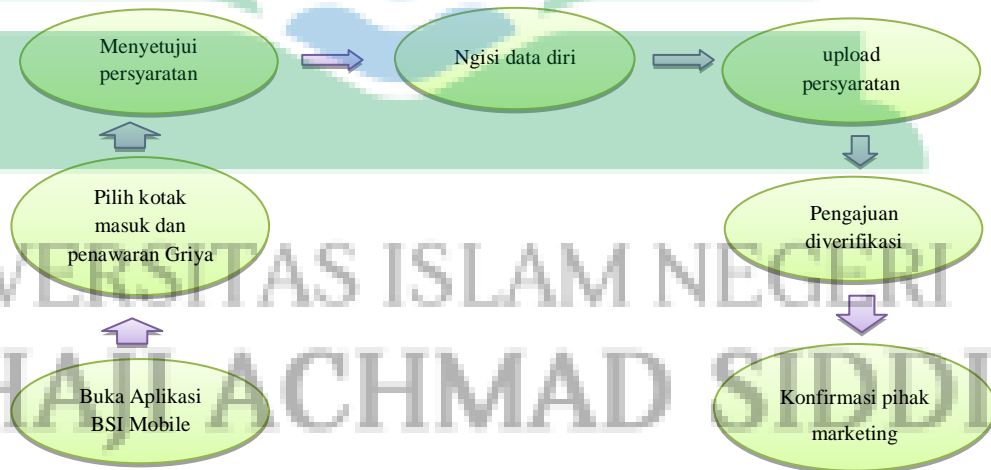 Menyetujui
persyaratan
Ngisi data diri
upload
persyaratan
Pilih kotak
masuk dan
penawaran Griya
Pengajuan
diverifikasi
VERSITAS ISLAM NEGERI
Buka Aplikasi
BSI Mobile
Konfirmasi pihak
marketing
HAJI ACHMAD SIDDI